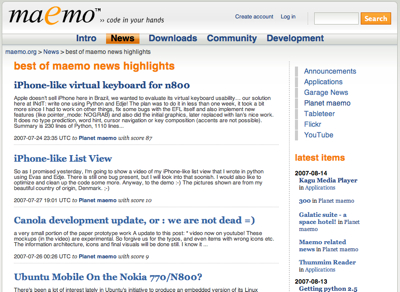 maemo™ ›› code in your hands
Create account Log in Search
Intro News Downloads Community Development
maemo.org > News > best of maemo news highlights
best of maemo news highlights
iPhone-like virtual keyboard for n800
Apple doesn't sell iPhone here in Brazil, we wanted to evaluate its virtual keyboard usability. .. our solution
here at INdT: write one using Python and Edje! The plan was to do it in less than one week, it took a bit
more since I had to work on other things, fix some bugs with the EFL itself and also implement new
features (like pointer_mode: NOGRAB) and also did the initial graphics, later replaced with Ian's nice work.
It does no type prediction, word hint, cursor navigation or key composition (accents are not possible).
Summary is 230 lines of Python, 1110 lines...
2007-07-24 23:35 UTC to Planet maemo with score 87
iPhone-like List View
So as I promised yesterday, I'm going to show a video of my iPhone-like list view that I wrote in python
using Evas and Edje. There is still one bug present, but I will look into that soonish. I would also like to
optimize and clean up the code some more. Anyway, to the demo :-) The pictures shown are from my
beautiful country of origin, Denmark. ;-)
2007-07-27 19:01 UTC to Planet maemo with score 10
Canola development update, or : we are not dead =)
a very small portion of the paper prototype work A update to this post: * video now on youtube! These
mockups (in the video) are experimental. So forgive us for the typos, and even items with wrong icons etc.
The information architecture, icons and final visuals will be done still. I know it ...
2007-07-26 00:26 UTC to Planet maemo with score 9
Ubuntu Mobile On the Nokia 770/N800?
There's been a lot of interest lately in Ubuntu's initiative to produce an embedded version of its Linux
Announcements
Applications
Garage News
Planet maemo
Tableteer
Flickr
YouTube
latest items
2007-08-14
Kagu Media Player
in Applications
300 in Planet maemo
Galatic suite - a
space hotel! in
Planet maemo
Maemo related
news in Planet
maemo
Thummim Reader
in Applications
2007-08-13
Getting python 2.5